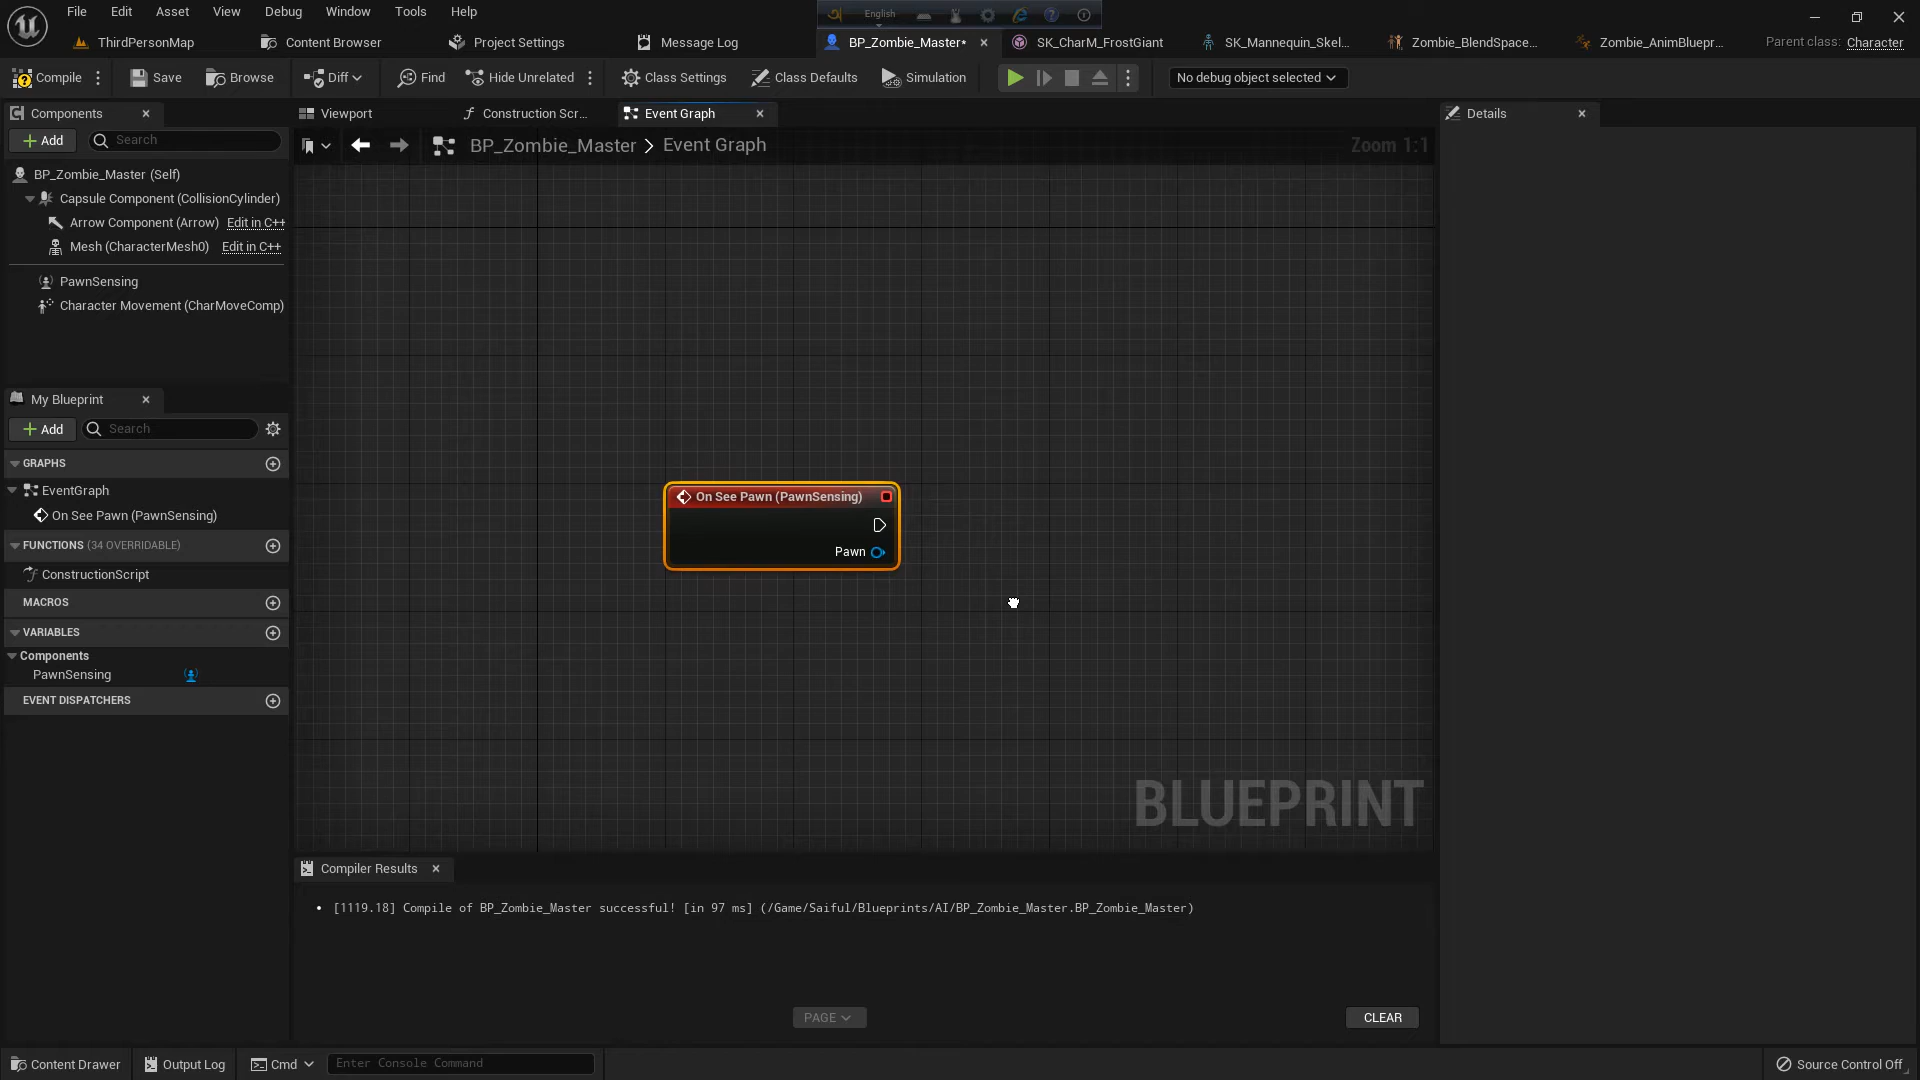 File Edit View Asset Window Debug Tools Help
English
ThirdPersonMap
Content Browser
Project Settings
Message Log
BP_Zombie_Master*
SK_CharM_FrostGiant
SK_Mannequin_Skel...
Zombie_BlendSpace...
Zombie_AnimBluepr...
Parent class: Character
Compile
Save
Browse
Diff
Find
Hide Unrelated
Class Settings
Class Defaults
Simulation
No debug object selected
Components
Viewport
Construction Scr...
Event Graph
Details
Add
Search
BP_Zombie_Master > Event Graph
Zoom 1:1
BP_Zombie_Master (Self)
Capsule Component (CollisionCylinder)
Arrow Component (Arrow) Edit in C++
Mesh (CharacterMesh0) Edit in C++
PawnSensing
Character Movement (CharMoveComp)
My Blueprint
Add
Search
GRAPHS
EventGraph
On See Pawn (PawnSensing)
FUNCTIONS (34 OVERRIDABLE)
ConstructionScript
MACROS
VARIABLES
Components
PawnSensing
EVENT DISPATCHERS
On See Pawn (PawnSensing)
Pawn
BLUEPRINT
Compiler Results
[1119.18] Compile of BP_Zombie_Master successful! [in 97 ms] (/Game/Saiful/Blueprints/AI/BP_Zombie_Master.BP_Zombie_Master)
PAGE
CLEAR
Content Drawer
Output Log
Cmd
Enter Console Command
Source Control Off